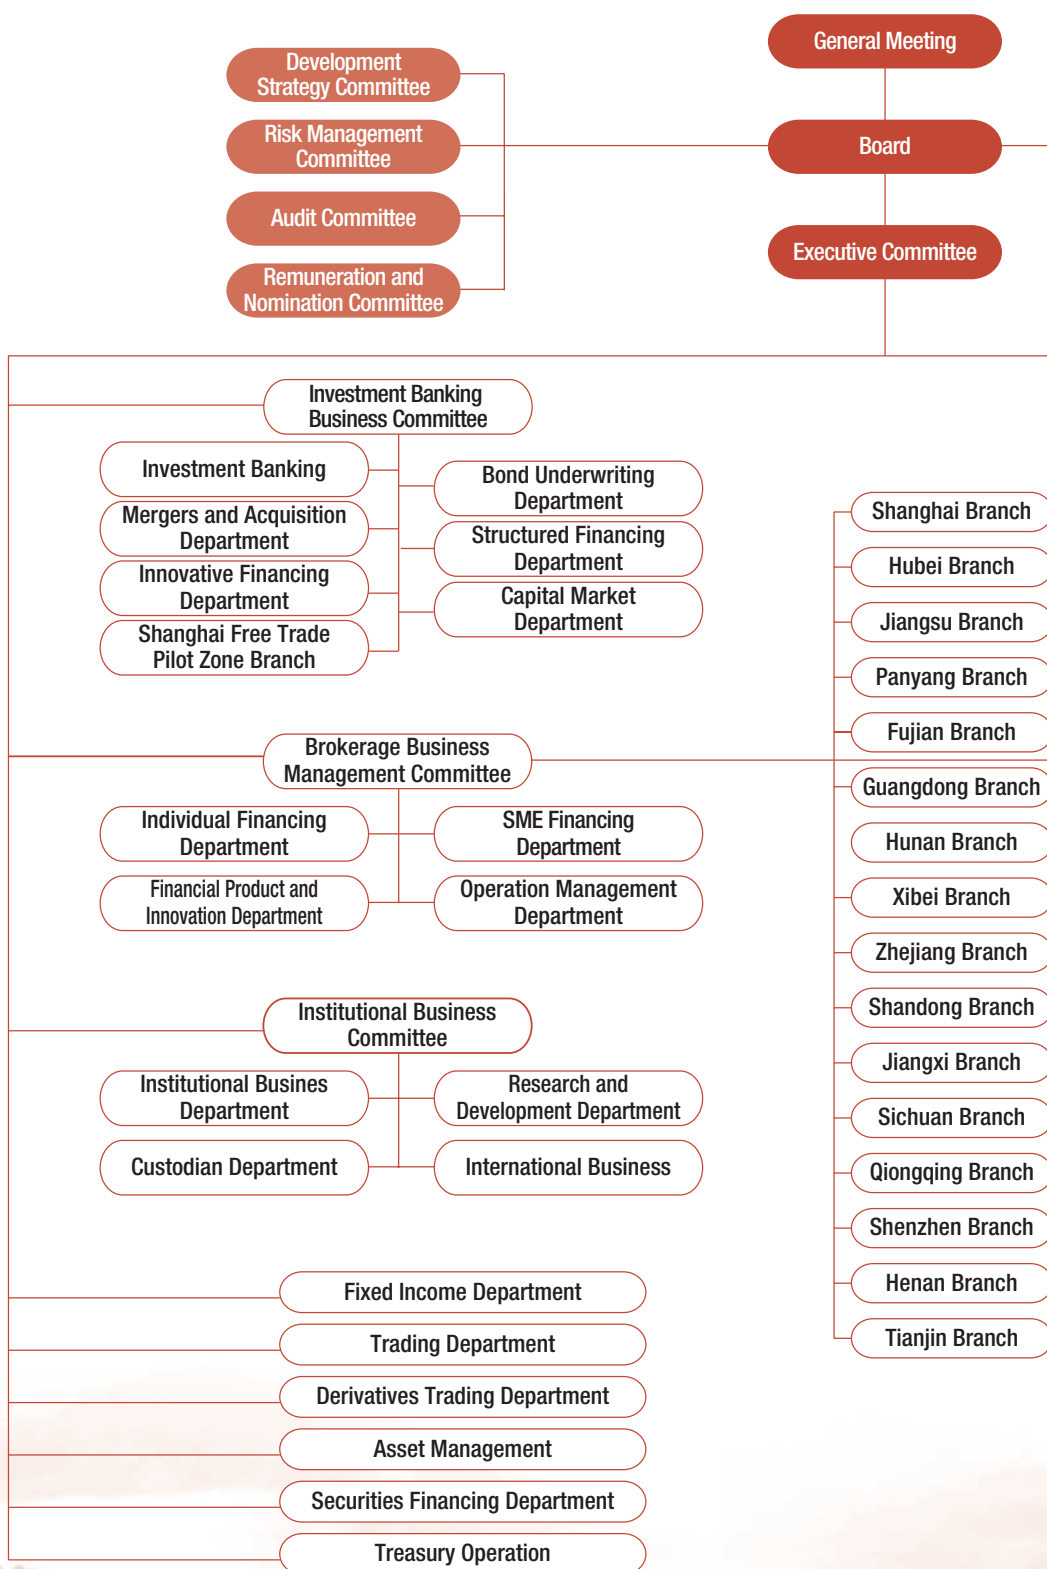 General Meeting
Development
Strategy Committee
Risk Management
Committee
Board
Audit Committee
Executive Committee
Remuneration and
Nomination Committee
Investment Banking
Business Committee
Investment Banking
Bond Underwriting
Department
Mergers and Acquisition
Department
Structured Financing
Department
Innovative Financing
Department
Capital Market
Department
Shanghai Free Trade
Pilot Zone Branch
Brokerage Business
Management Committee
Individual Financing
Department
SME Financing
Department
Financial Product and
Innovation Department
Operation Management
Department
Institutional Business
Committee
Institutional Busines
Department
Research and
Development Department
Custodian Department
International Business
Fixed Income Department
Trading Department
Derivatives Trading Department
Asset Management
Securities Financing Department
Treasury Operation
Shanghai Branch
Hubei Branch
Jiangsu Branch
Panyang Branch
Fujian Branch
Guangdong Branch
Hunan Branch
Xibei Branch
Zhejiang Branch
Shandong Branch
Jiangxi Branch
Sichuan Branch
Qiongqing Branch
Shenzhen Branch
Henan Branch
Tianjin Branch